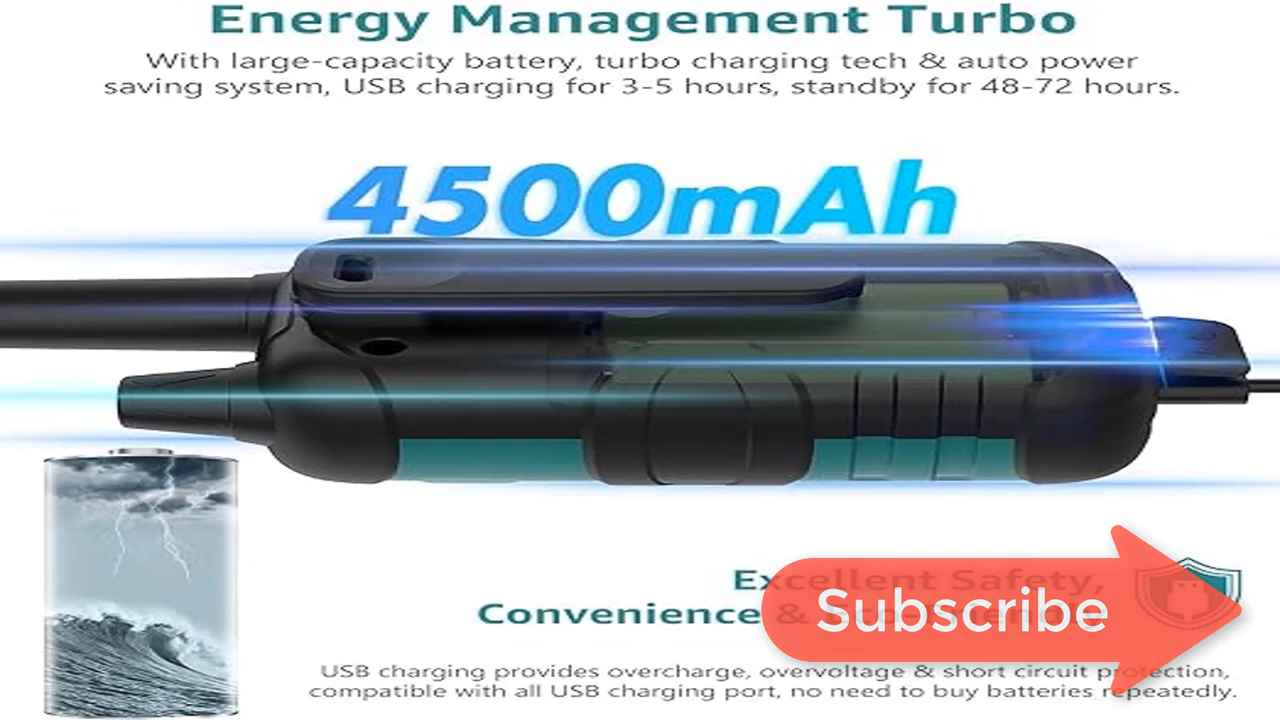 Energy Management Turbo
With large-capacity battery, turbo charging tech & auto power
saving system, USB charging for 3-5 hours, standby for 48-72 hours.
4500mAh
Excellent Safety,
Convenience & Eco-friendly
Subscribe
USB charging provides overcharge, overvoltage & short circuit protection,
compatible with all USB charging port, no need to buy batteries repeatedly.